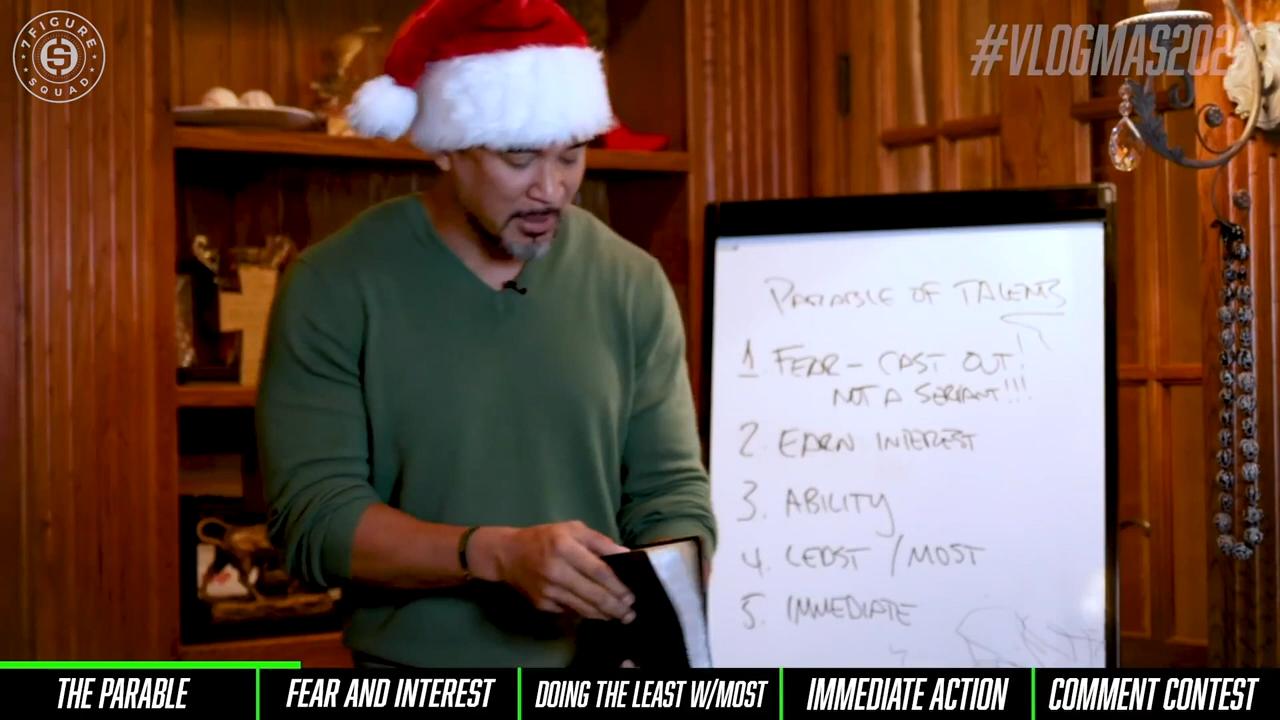 7FIGURE
SQUAD
#VLOGMAS202
PARABLE OF TALENTS
1 FEAR - CAST OUT!
NOT A SERVANT!!!
2. EARN INTEREST
3. ABILITY
4. LEAST / MOST
5. IMMEDIATE
THE PARABLE
FEAR AND INTEREST
DOING THE LEAST W/MOST
IMMEDIATE ACTION
COMMENT CONTEST